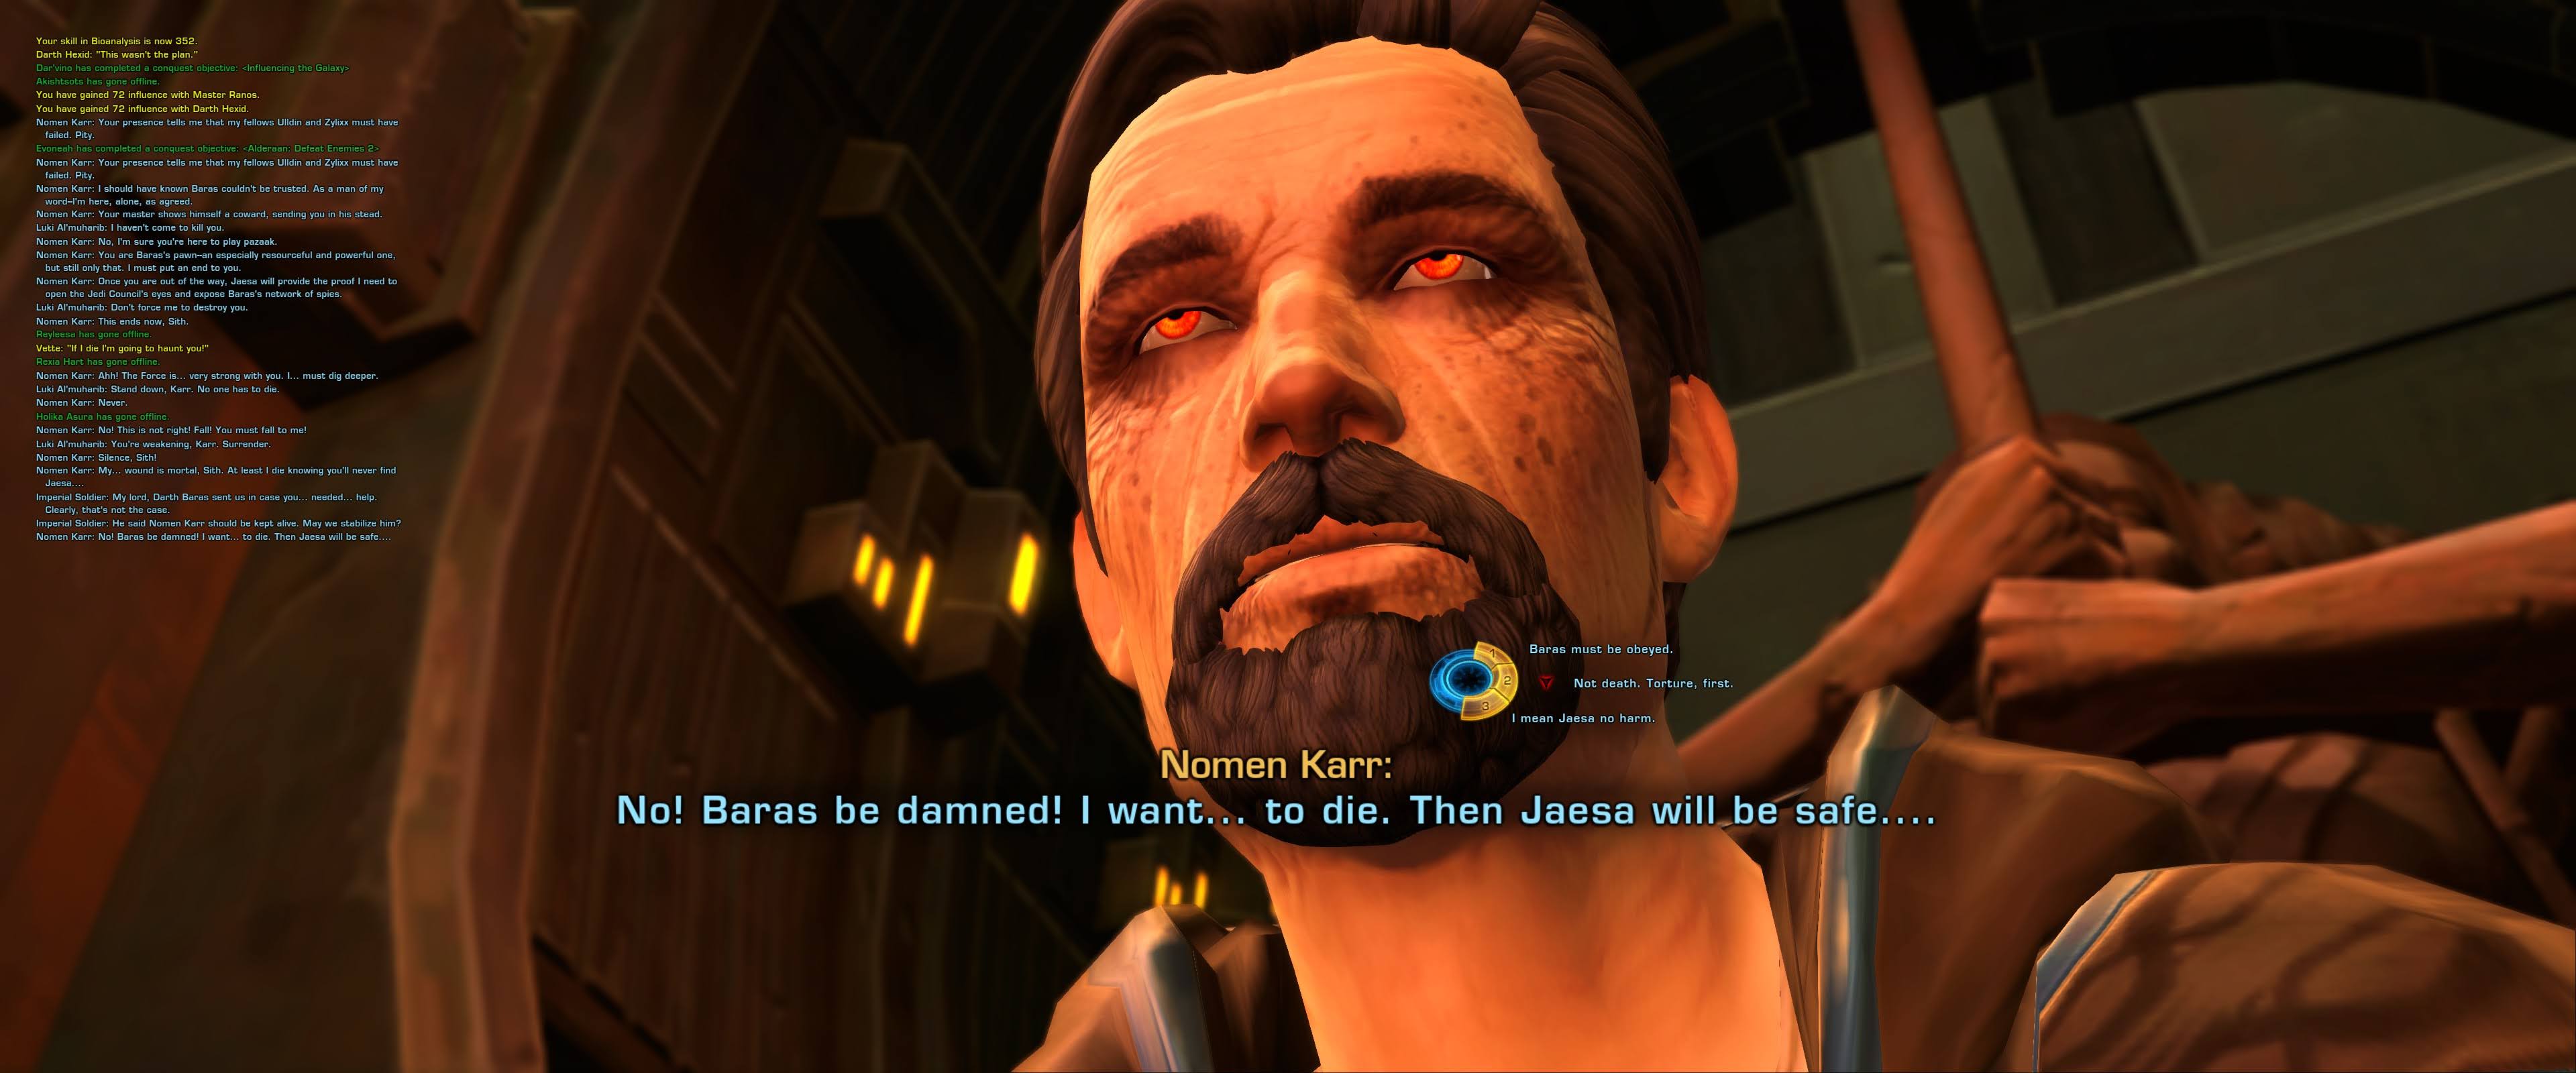 Your skill in Bioanalysis is now 352.
Darth Hexid: "This wasn't the plan."
Dar'vino has completed a conquest objective: <Influencing the Galaxy>
Akishtsots has gone offline.
You have gained 72 influence with Master Ranos.
You have gained 72 influence with Darth Hexid.
Nomen Karr: Your presence tells me that my fellows Ulldin and Zylixx must have
failed. Pity.
Evoneah has completed a conquest objective: <Alderaan: Defeat Enemies 2>
Nomen Karr: Your presence tells me that my fellows Ulldin and Zylixx must have
failed. Pity.
Nomen Karr: I should have known Baras couldn't be trusted. As a man of my
word—I'm here, alone, as agreed.
Nomen Karr: Your master shows himself a coward, sending you in his stead.
Luki Al'muharib: I haven't come to kill you.
Nomen Karr: No, I'm sure you're here to play pazaak.
Nomen Karr: You are Baras's pawn—an especially resourceful and powerful one,
but still only that. I must put an end to you.
Nomen Karr: Once you are out of the way, Jaesa will provide the proof I need to
open the Jedi Council's eyes and expose Baras's network of spies.
Luki Al'muharib: Don't force me to destroy you.
Nomen Karr: This ends now, Sith.
Reyleesa has gone offline.
Vette: "If I die I'm going to haunt you!"
Rexia Hart has gone offline.
Nomen Karr: Ahh! The Force is... very strong with you. I... must dig deeper.
Luki Al'muharib: Stand down, Karr. No one has to die.
Nomen Karr: Never.
Holika Asura has gone offline.
Nomen Karr: No! This is not right! Fall! You must fall to me!
Luki Al'muharib: You're weakening, Karr. Surrender.
Nomen Karr: Silence, Sith!
Nomen Karr: My... wound is mortal, Sith. At least I die knowing you'll never find
Jaesa....
Imperial Soldier: My lord, Darth Baras sent us in case you... needed... help.
Clearly, that's not the case.
Imperial Soldier: He said Nomen Karr should be kept alive. May we stabilize him?
Nomen Karr: No! Baras be damned! I want... to die. Then Jaesa will be safe....
1 Baras must be obeyed.
2 Not death. Torture, first.
3 I mean Jaesa no harm.
Nomen Karr:
No! Baras be damned! I want... to die. Then Jaesa will be safe....